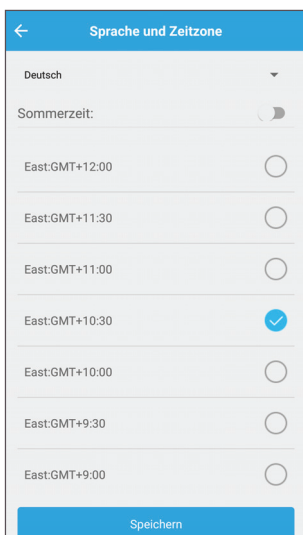 Sprache und Zeitzone
Deutsch
Sommerzeit:
East:GMT+12:00
East:GMT+11:30
East:GMT+11:00
East:GMT+10:30
East:GMT+10:00
East:GMT+9:30
East:GMT+9:00
Speichern